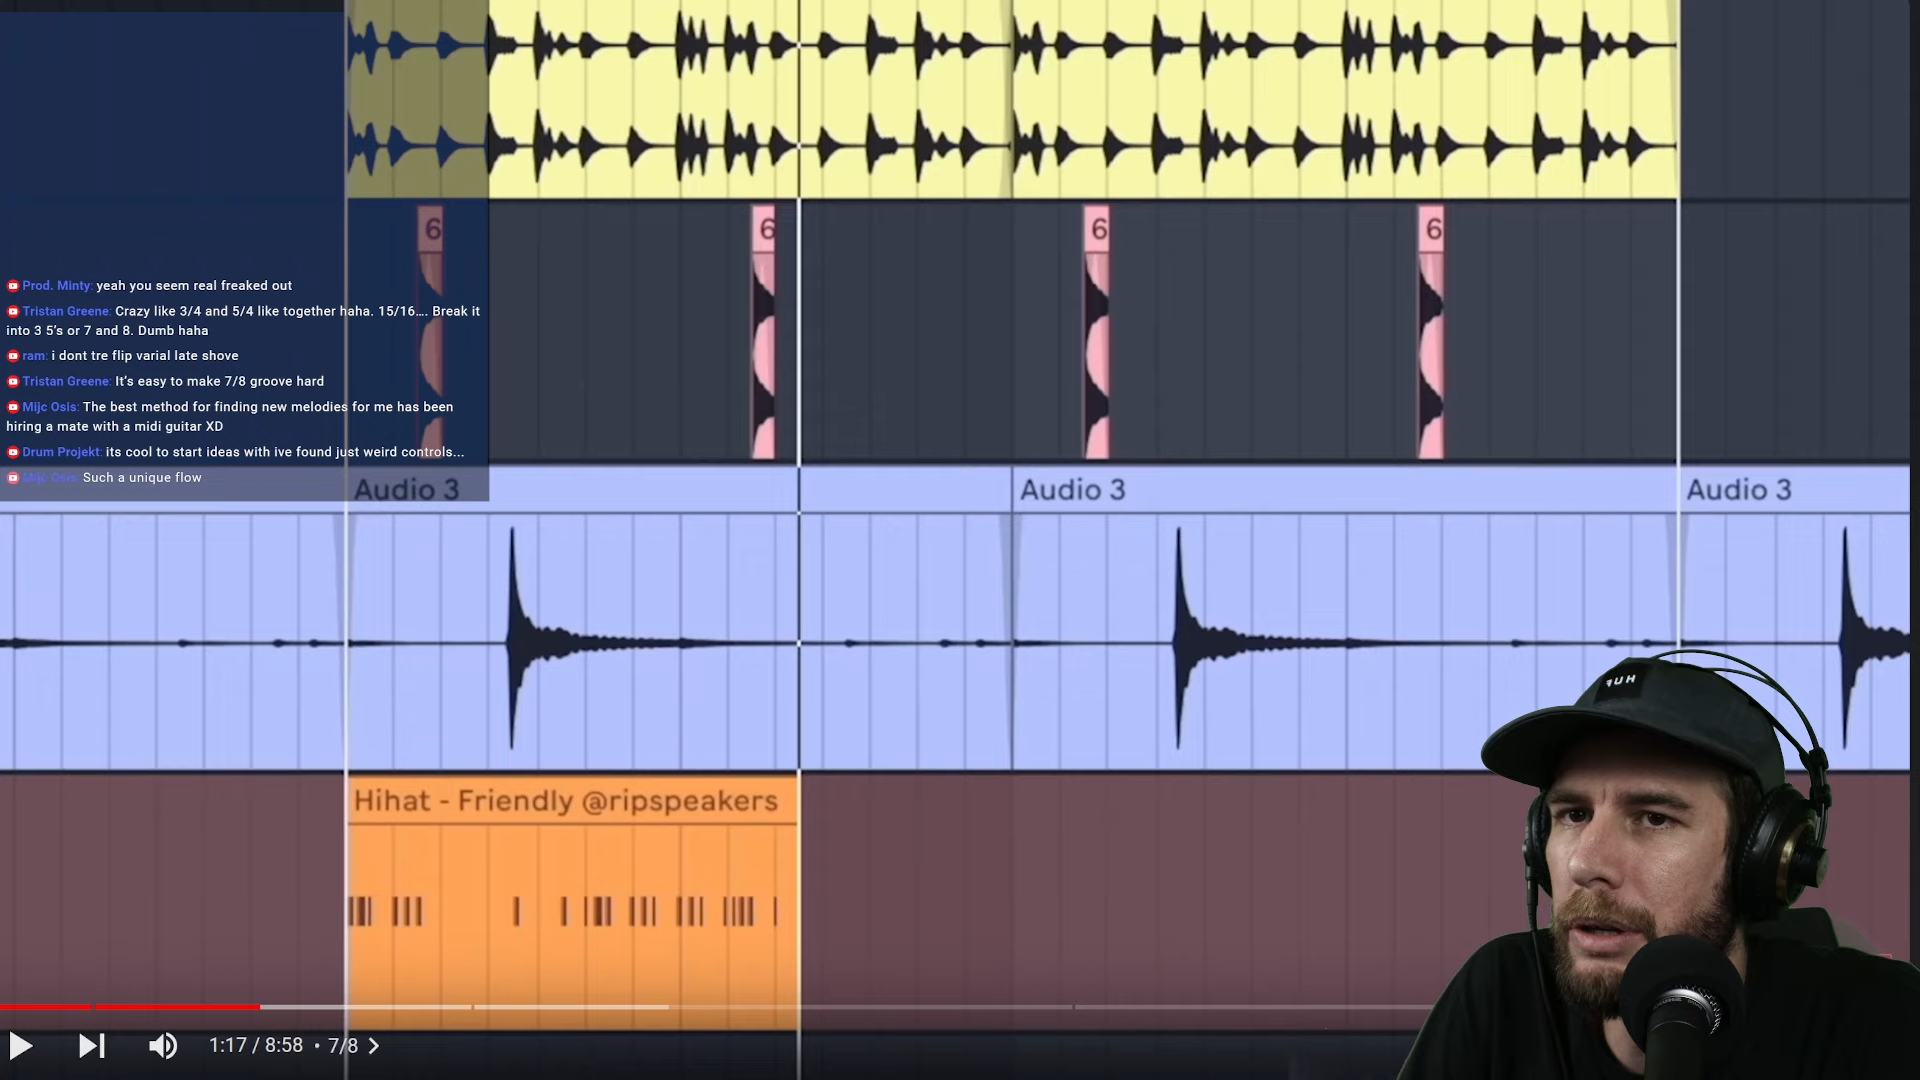 6
6
6
6
Prod. Minty: yeah you seem real freaked out
Tristan Greene: Crazy like 3/4 and 5/4 like together haha. 15/16.... Break it
into 3 5's or 7 and 8. Dumb haha
ram: i dont tre flip varial late shove
Tristan Greene: It's easy to make 7/8 groove hard
Mijc Osis: The best method for finding new melodies for me has been
hiring a mate with a midi guitar XD
Drum Projekt: its cool to start ideas with ive found just weird controls...
Mijc Osis: Such a unique flow
Audio 3
Audio 3
Audio 3
HUF
Hihat - Friendly @ripspeakers
1:17 / 8:58 • 7/8 >